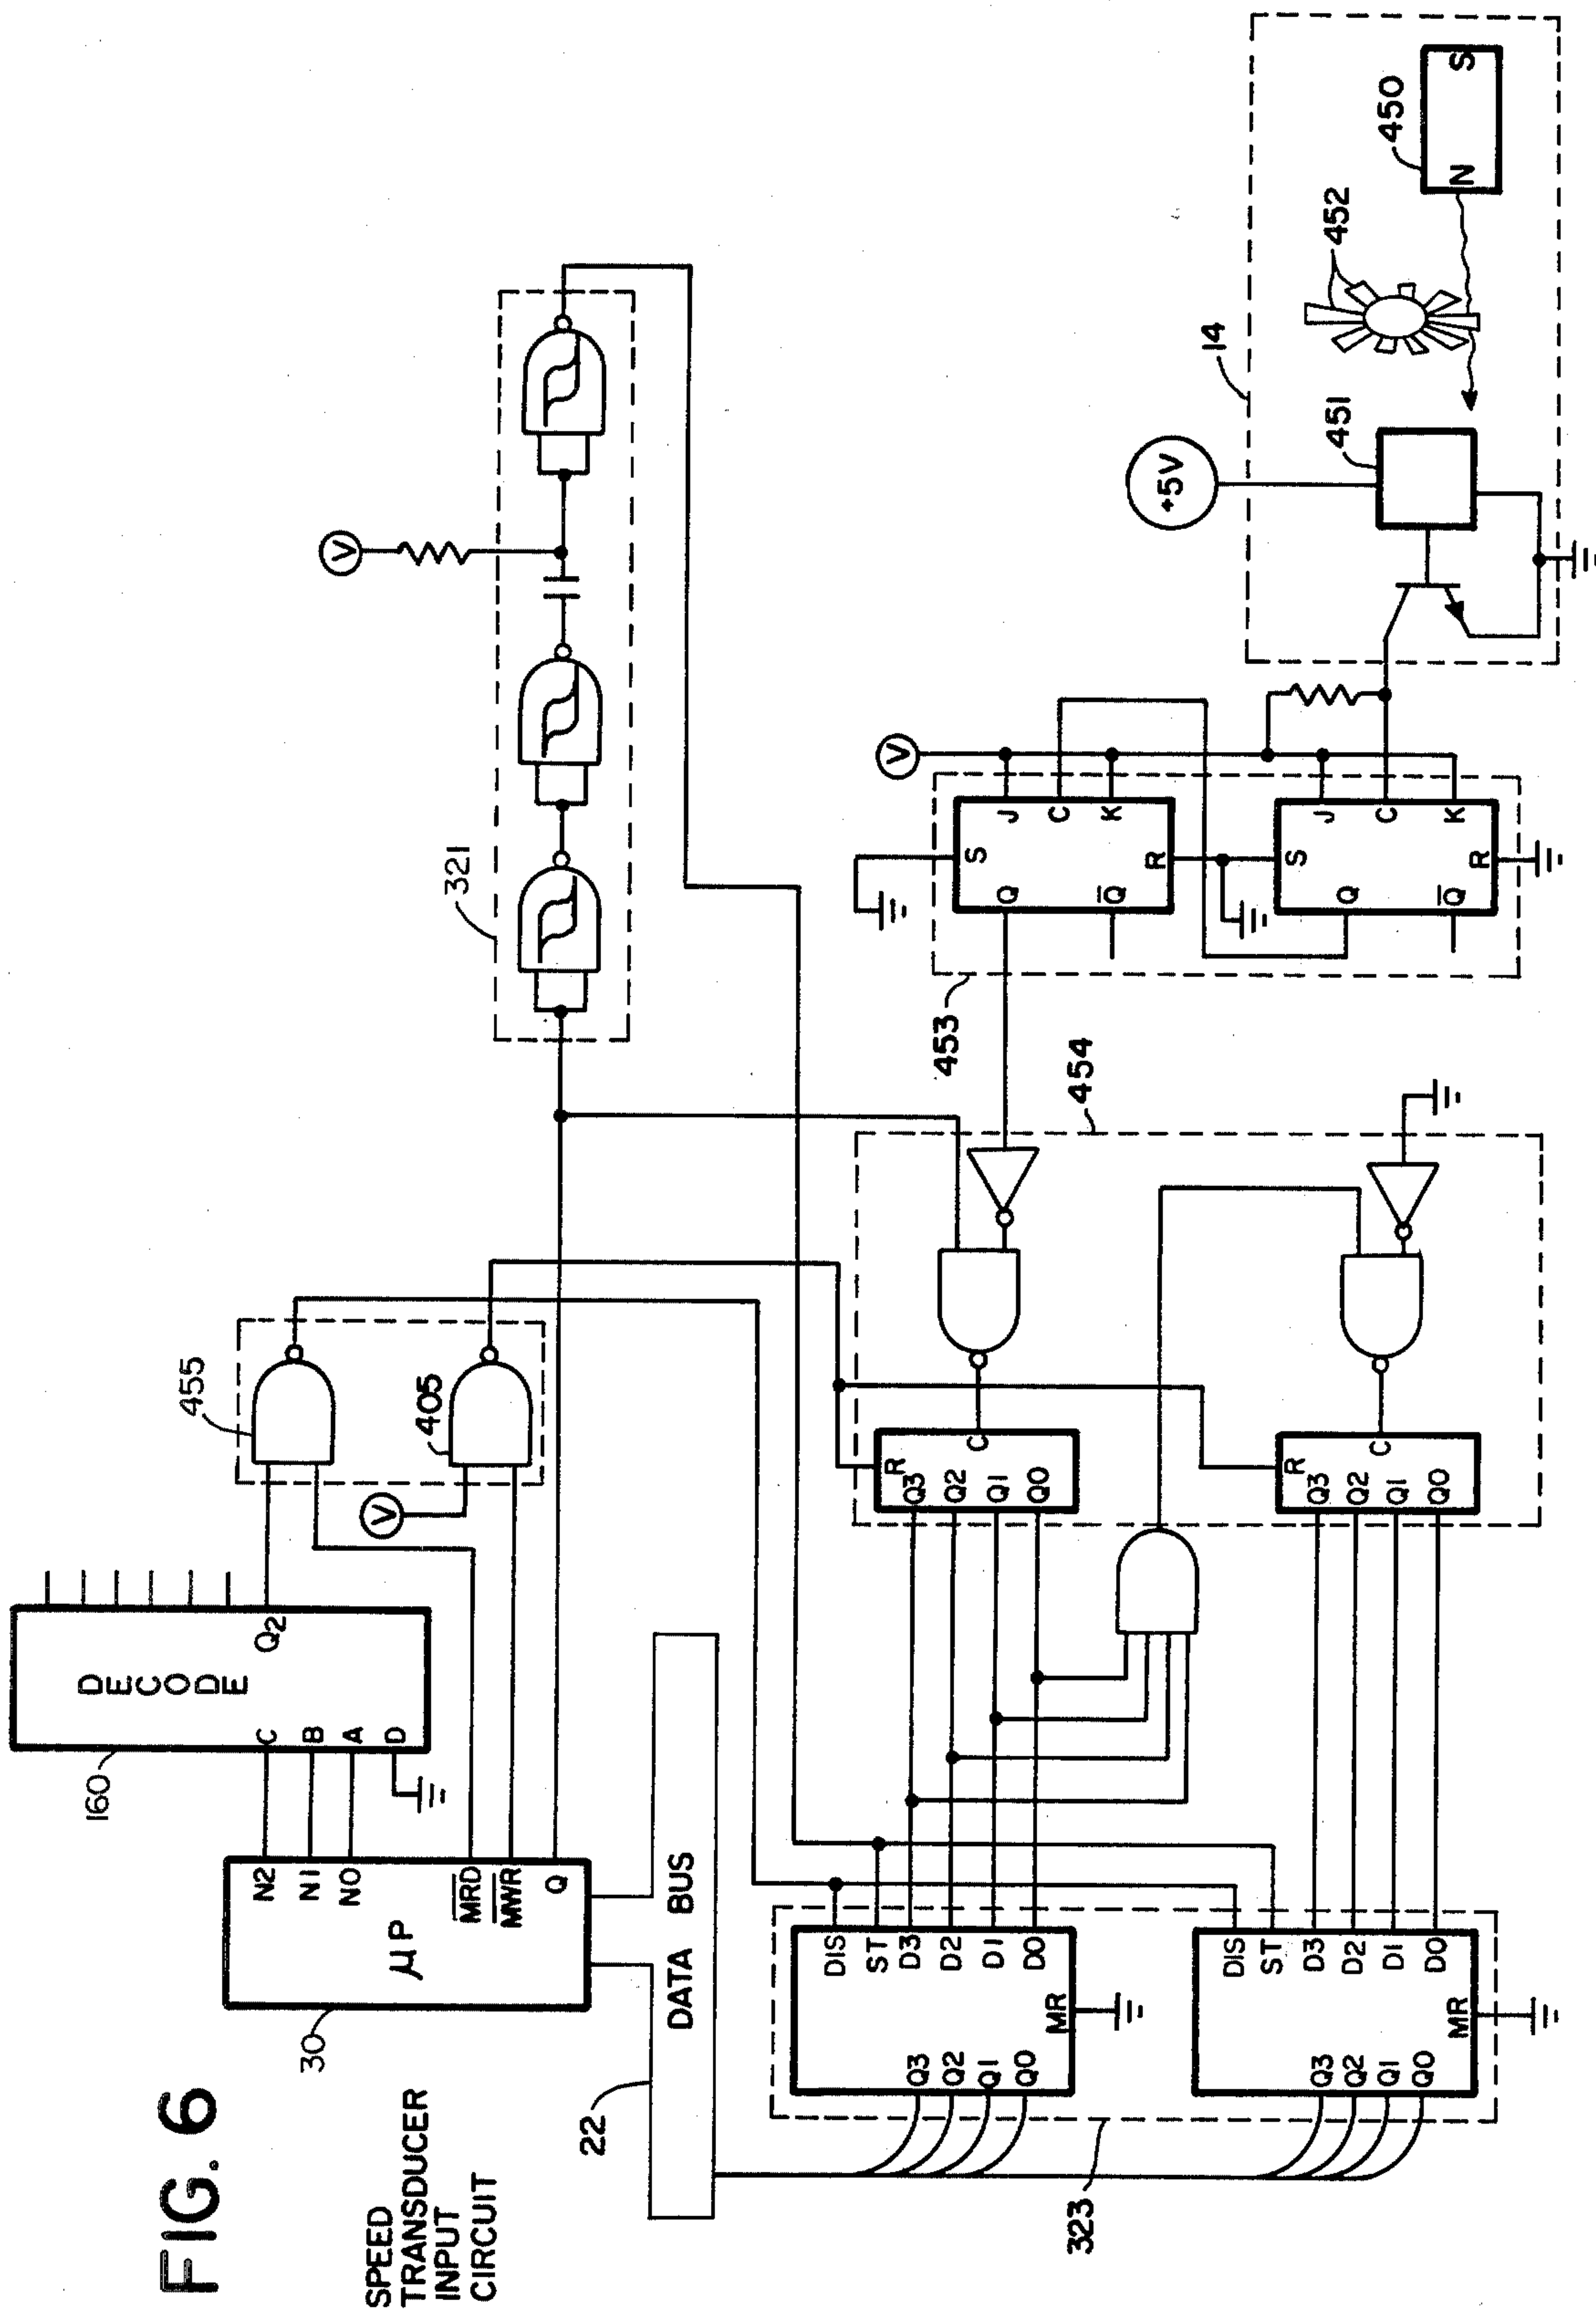 FIG. 6
SPEED
TRANSDUCER
INPUT
CIRCUIT
160
DECODE
C
B
A
D
Q2
455
405
V
30
μP
N2
N1
N0
MRD
MWR
Q
22
DATA BUS
321
V
323
DIS
ST
D3
D2
D1
D0
MR
Q3
Q2
Q1
Q0
DIS
ST
D3
D2
D1
D0
MR
Q3
Q2
Q1
Q0
454
R
C
Q3
Q2
Q1
Q0
R
C
Q3
Q2
Q1
Q0
453
V
S
J
C
K
Q
Q
R
S
J
C
K
Q
Q
R
14
+5V
451
452
450
N
S